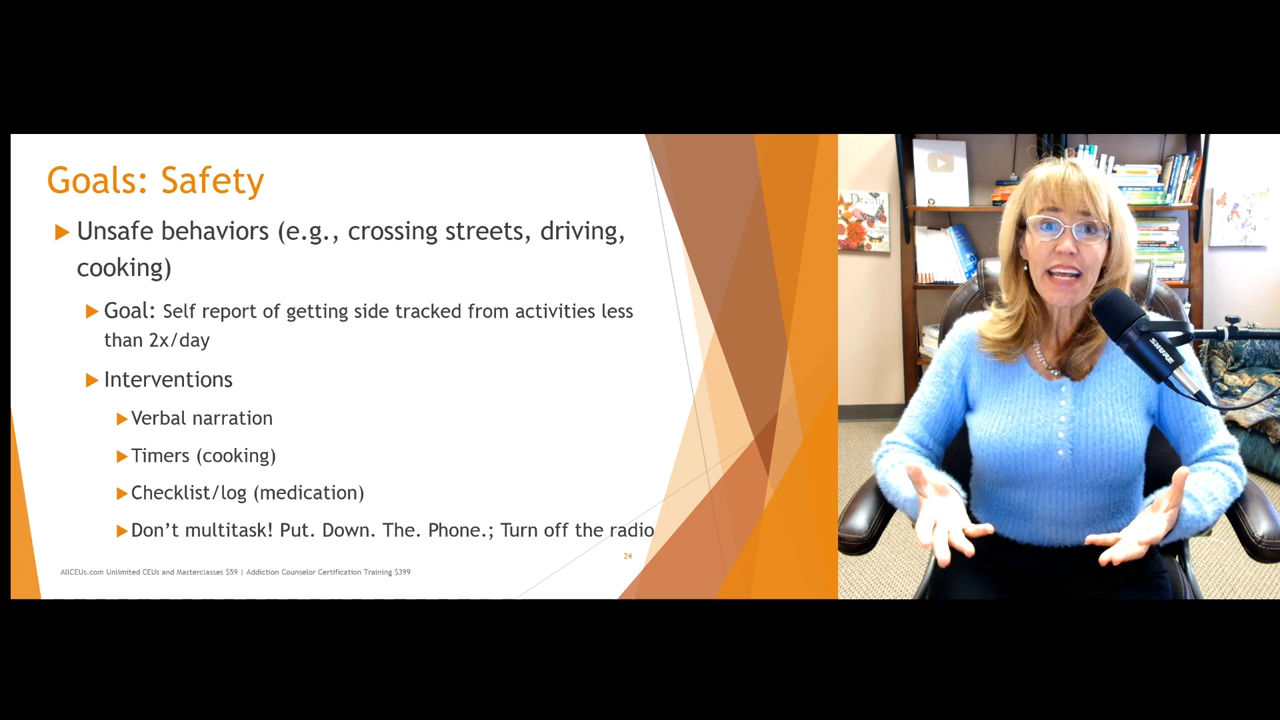 Goals: Safety
Unsafe behaviors (e.g., crossing streets, driving,
cooking)
Goal: Self report of getting side tracked from activities less
than 2x/day
Interventions
Verbal narration
Timers (cooking)
Checklist/log (medication)
Don’t multitask! Put. Down. The. Phone.; Turn off the radio
24
AllCEUs.com Unlimited CEUs and Masterclasses $59 | Addiction Counselor Certification Training $399
SHURE